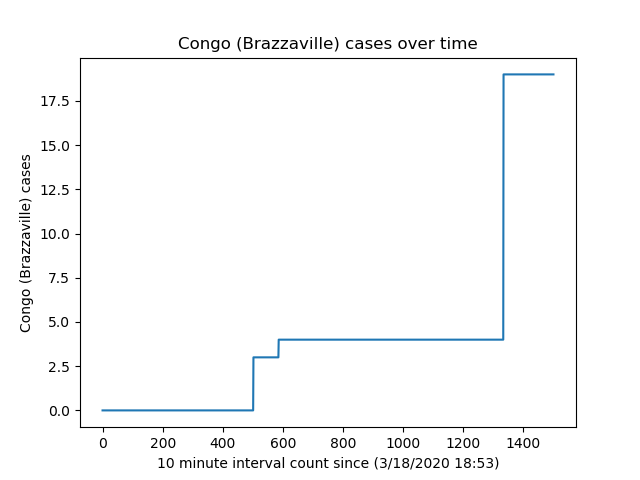 Congo (Brazzaville) cases over time
17.5
15.0
12.5
10.0
7.5
5.0
2.5
0.0
Congo (Brazzaville) cases
0 200 400 600 800 1000 1200 1400
10 minute interval count since (3/18/2020 18:53)